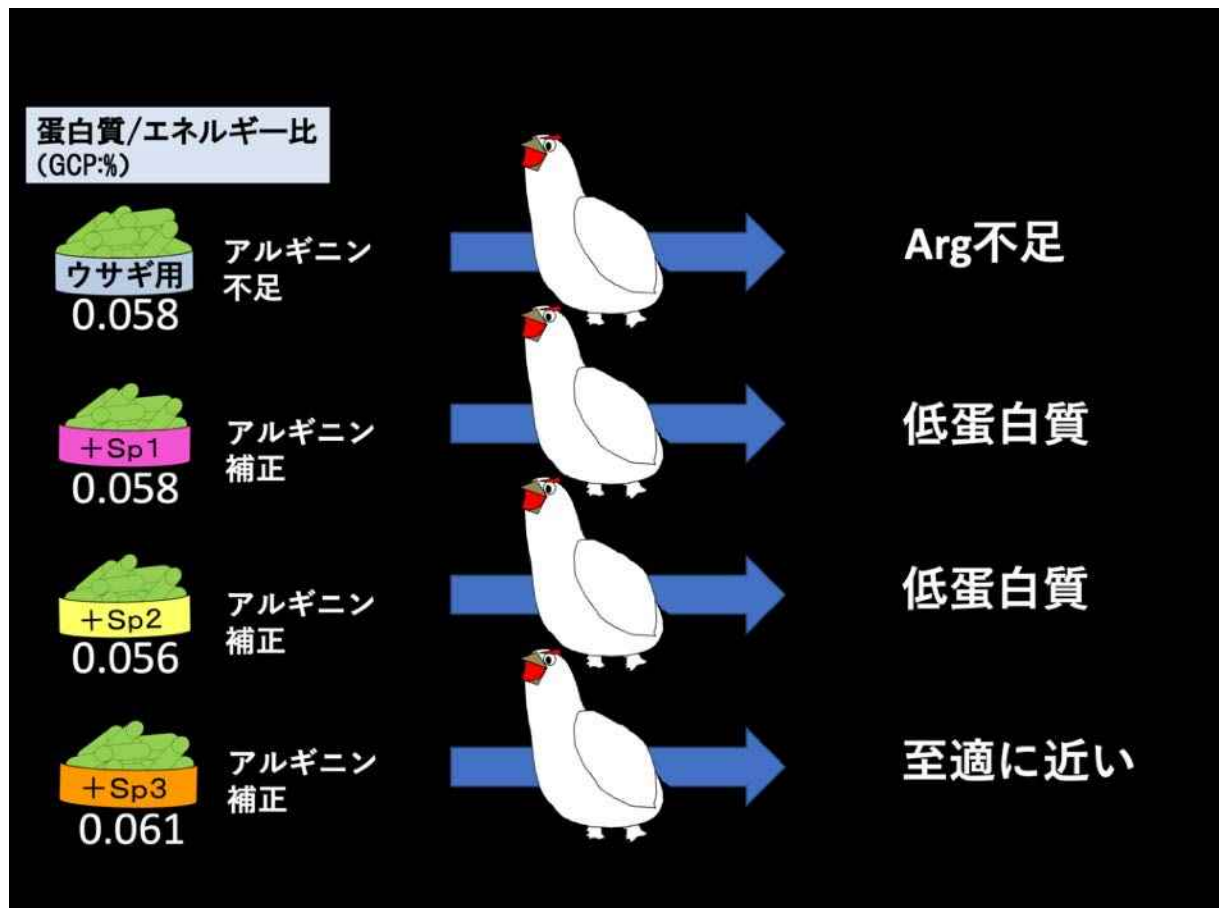 蛋白質/エネルギー比
(GCP:%)
ウサギ用
0.058
アルギニン
不足
Arg不足
+Sp1
0.058
アルギニン
補正
低蛋白質
+Sp2
0.056
アルギニン
補正
低蛋白質
+Sp3
0.061
アルギニン
補正
至適に近い